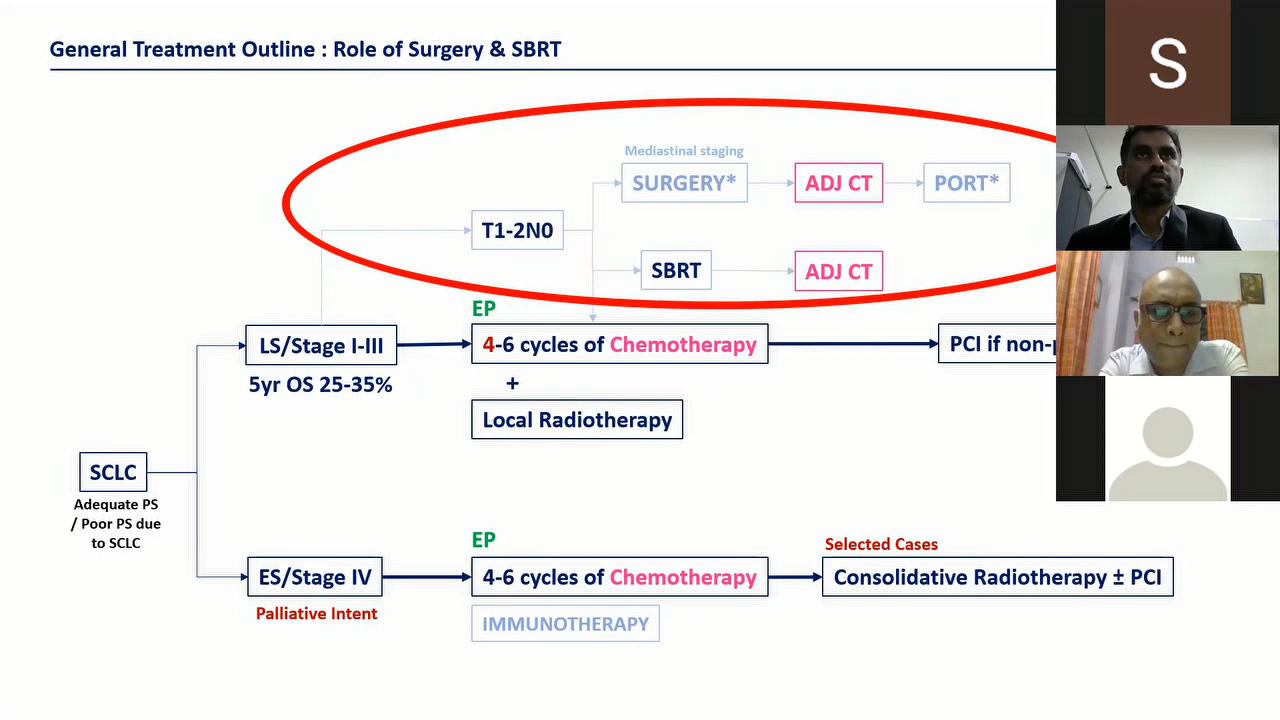 General Treatment Outline : Role of Surgery & SBRT
S
Mediastinal staging
SURGERY*
ADJ CT
PORT*
T1-2N0
SBRT
ADJ CT
EP
LS/Stage I-III
4-6 cycles of Chemotherapy
PCI if non-
5yr OS 25-35%
+
Local Radiotherapy
SCLC
Adequate PS
/ Poor PS due
to SCLC
EP
Selected Cases
ES/Stage IV
4-6 cycles of Chemotherapy
Consolidative Radiotherapy ± PCI
Palliative Intent
IMMUNOTHERAPY